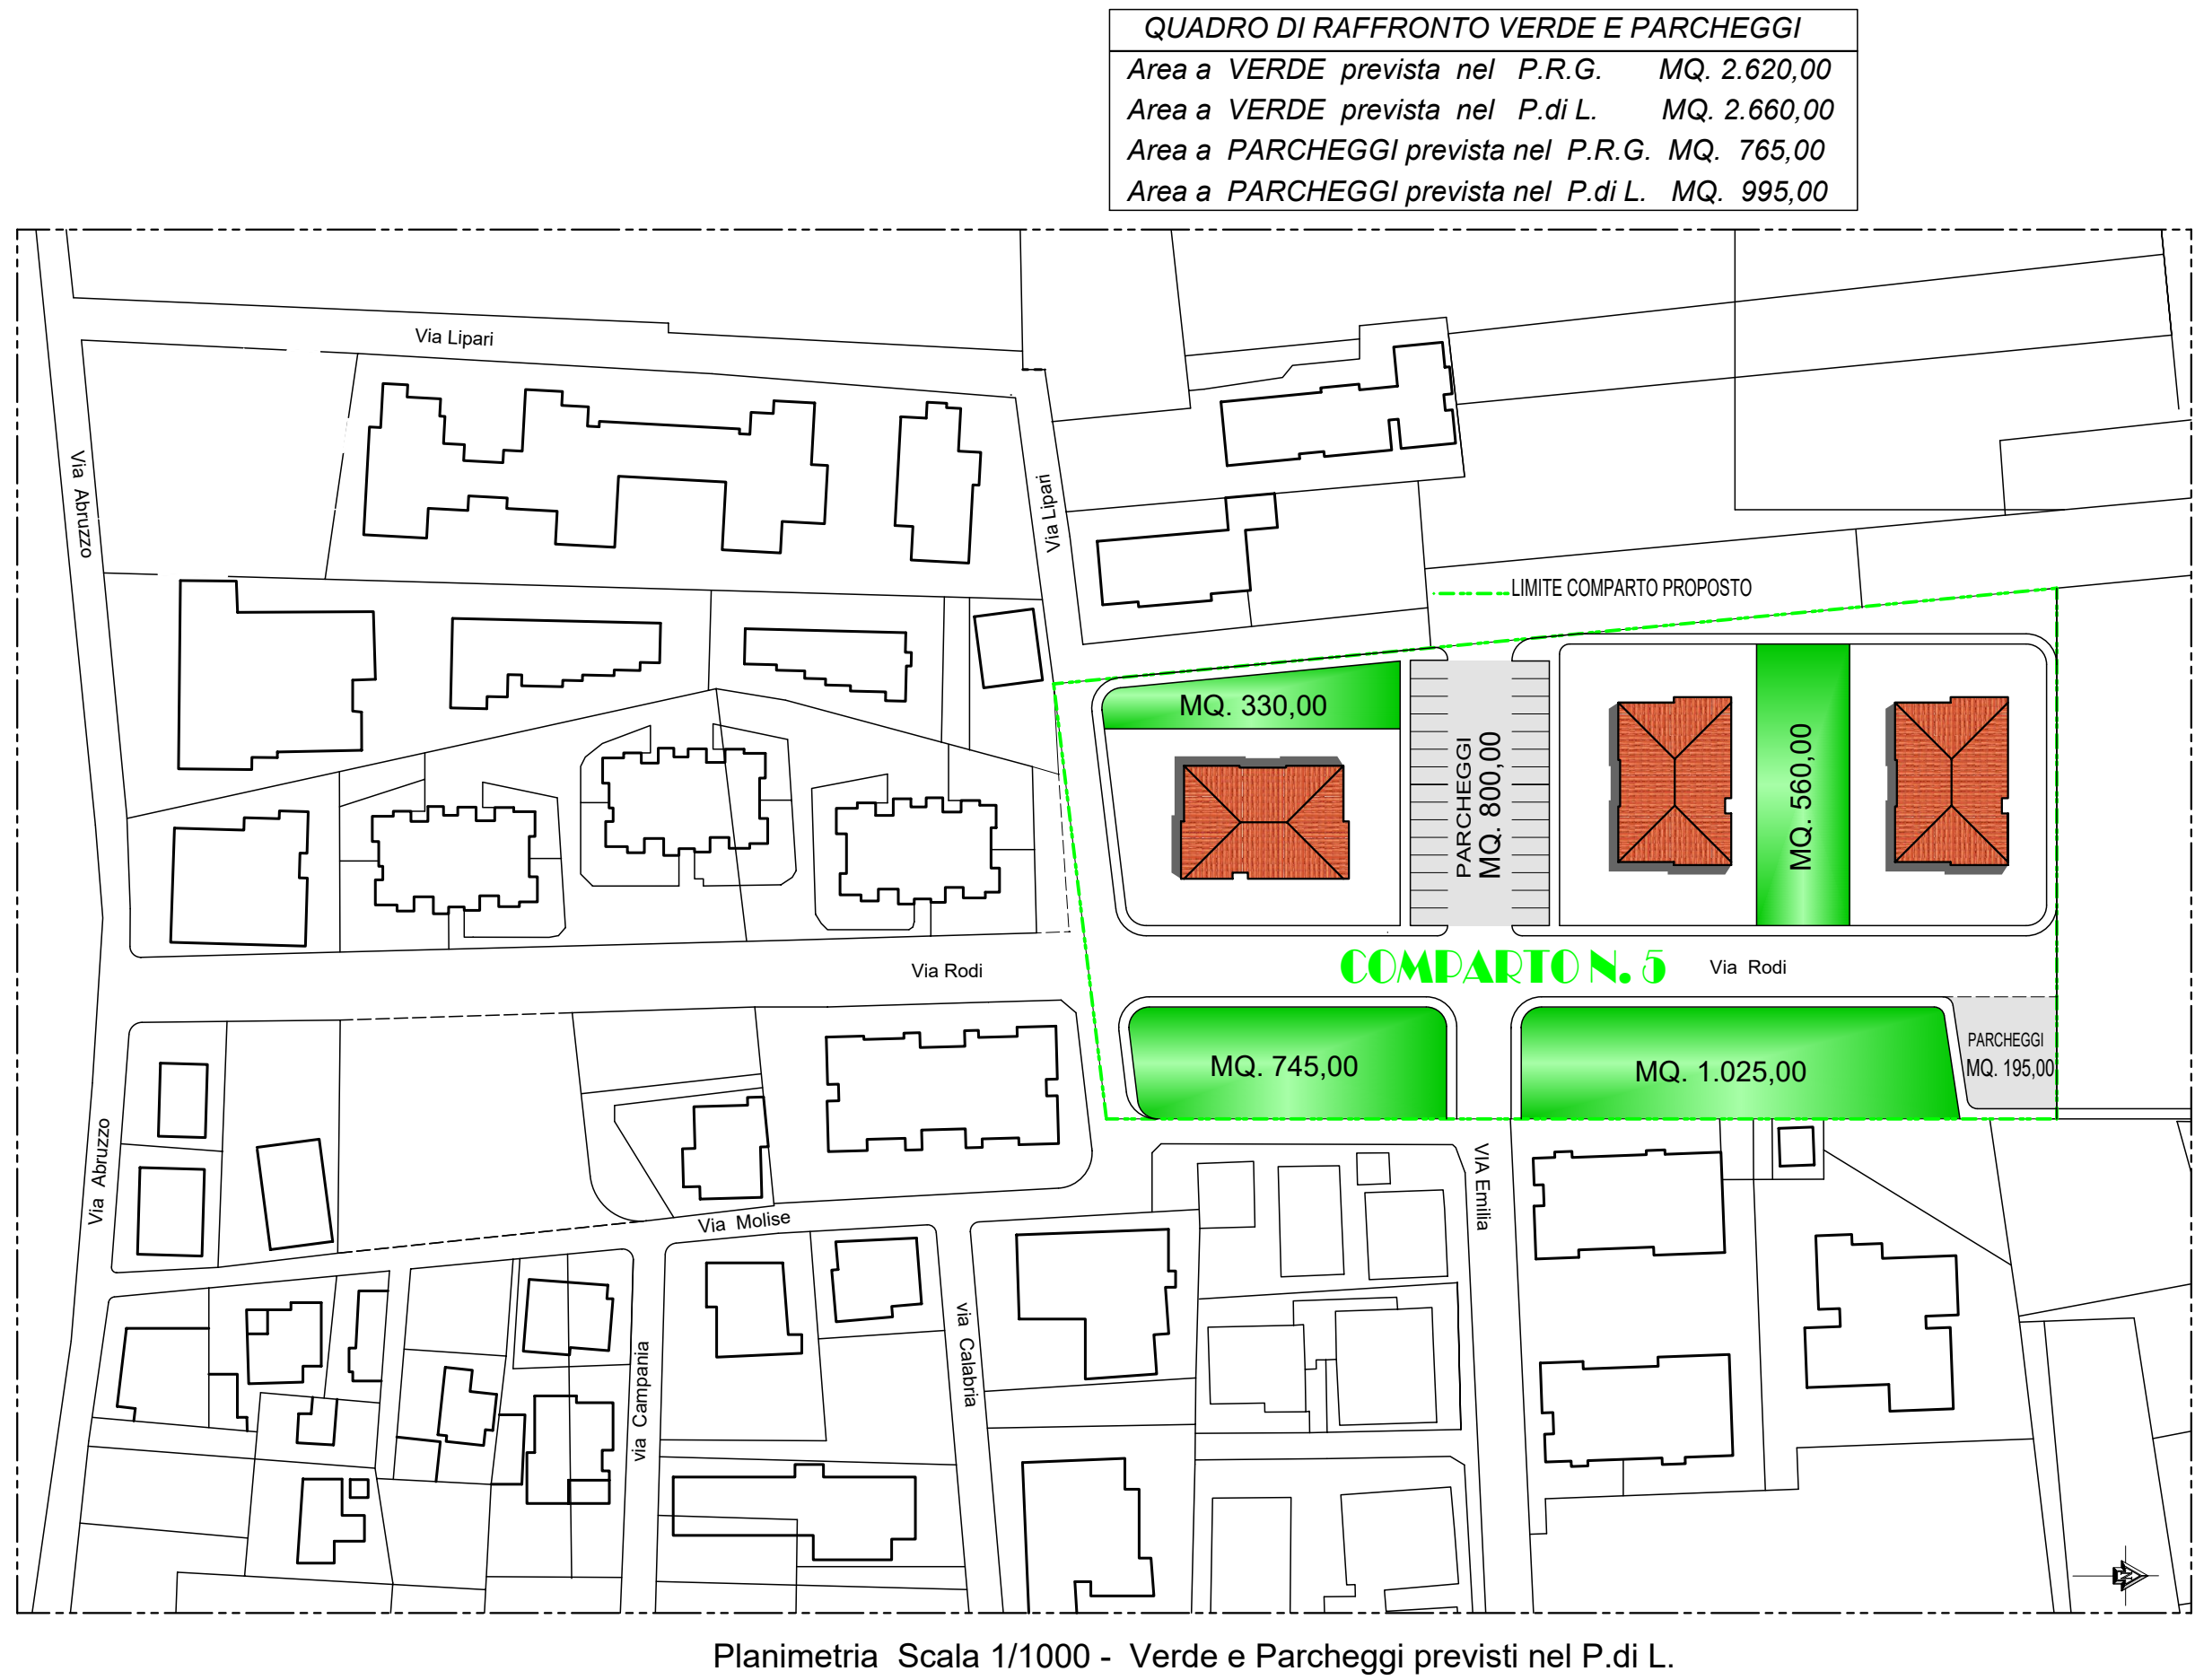 QUADRO DI RAFFRONTO VERDE E PARCHEGGI
Area a VERDE prevista nel P.R.G. MQ. 2.620,00
Area a VERDE prevista nel P.di L. MQ. 2.660,00
Area a PARCHEGGI prevista nel P.R.G. MQ. 765,00
Area a PARCHEGGI prevista nel P.di L. MQ. 995,00
Via Lipari
Via Abruzzo
Via Lipari
LIMITE COMPARTO PROPOSTO
MQ. 330,00
PARCHEGGI
MQ. 800,00
MQ. 560,00
Via Rodi
COMPARTO N. 5
Via Rodi
MQ. 745,00
MQ. 1.025,00
PARCHEGGI
MQ. 195,00
Via Abruzzo
Via Molise
VIA Emilia
via Campania
via Calabria
N
Planimetria Scala 1/1000 - Verde e Parcheggi previsti nel P.di L.